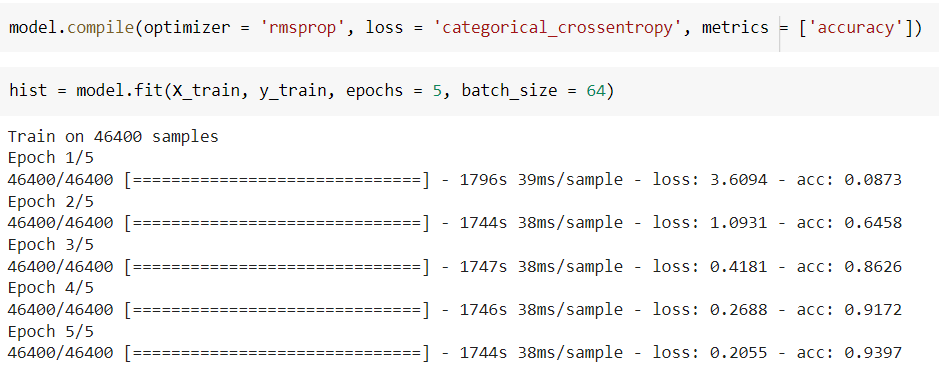 model.compile(optimizer = 'rmsprop', loss = 'categorical_crossentropy', metrics = ['accuracy'])
hist = model.fit(X_train, y_train, epochs = 5, batch_size = 64)
Train on 46400 samples
Epoch 1/5
46400/46400 [==============================] - 1796s 39ms/sample - loss: 3.6094 - acc: 0.0873
Epoch 2/5
46400/46400 [==============================] - 1744s 38ms/sample - loss: 1.0931 - acc: 0.6458
Epoch 3/5
46400/46400 [==============================] - 1747s 38ms/sample - loss: 0.4181 - acc: 0.8626
Epoch 4/5
46400/46400 [==============================] - 1746s 38ms/sample - loss: 0.2688 - acc: 0.9172
Epoch 5/5
46400/46400 [==============================] - 1744s 38ms/sample - loss: 0.2055 - acc: 0.9397